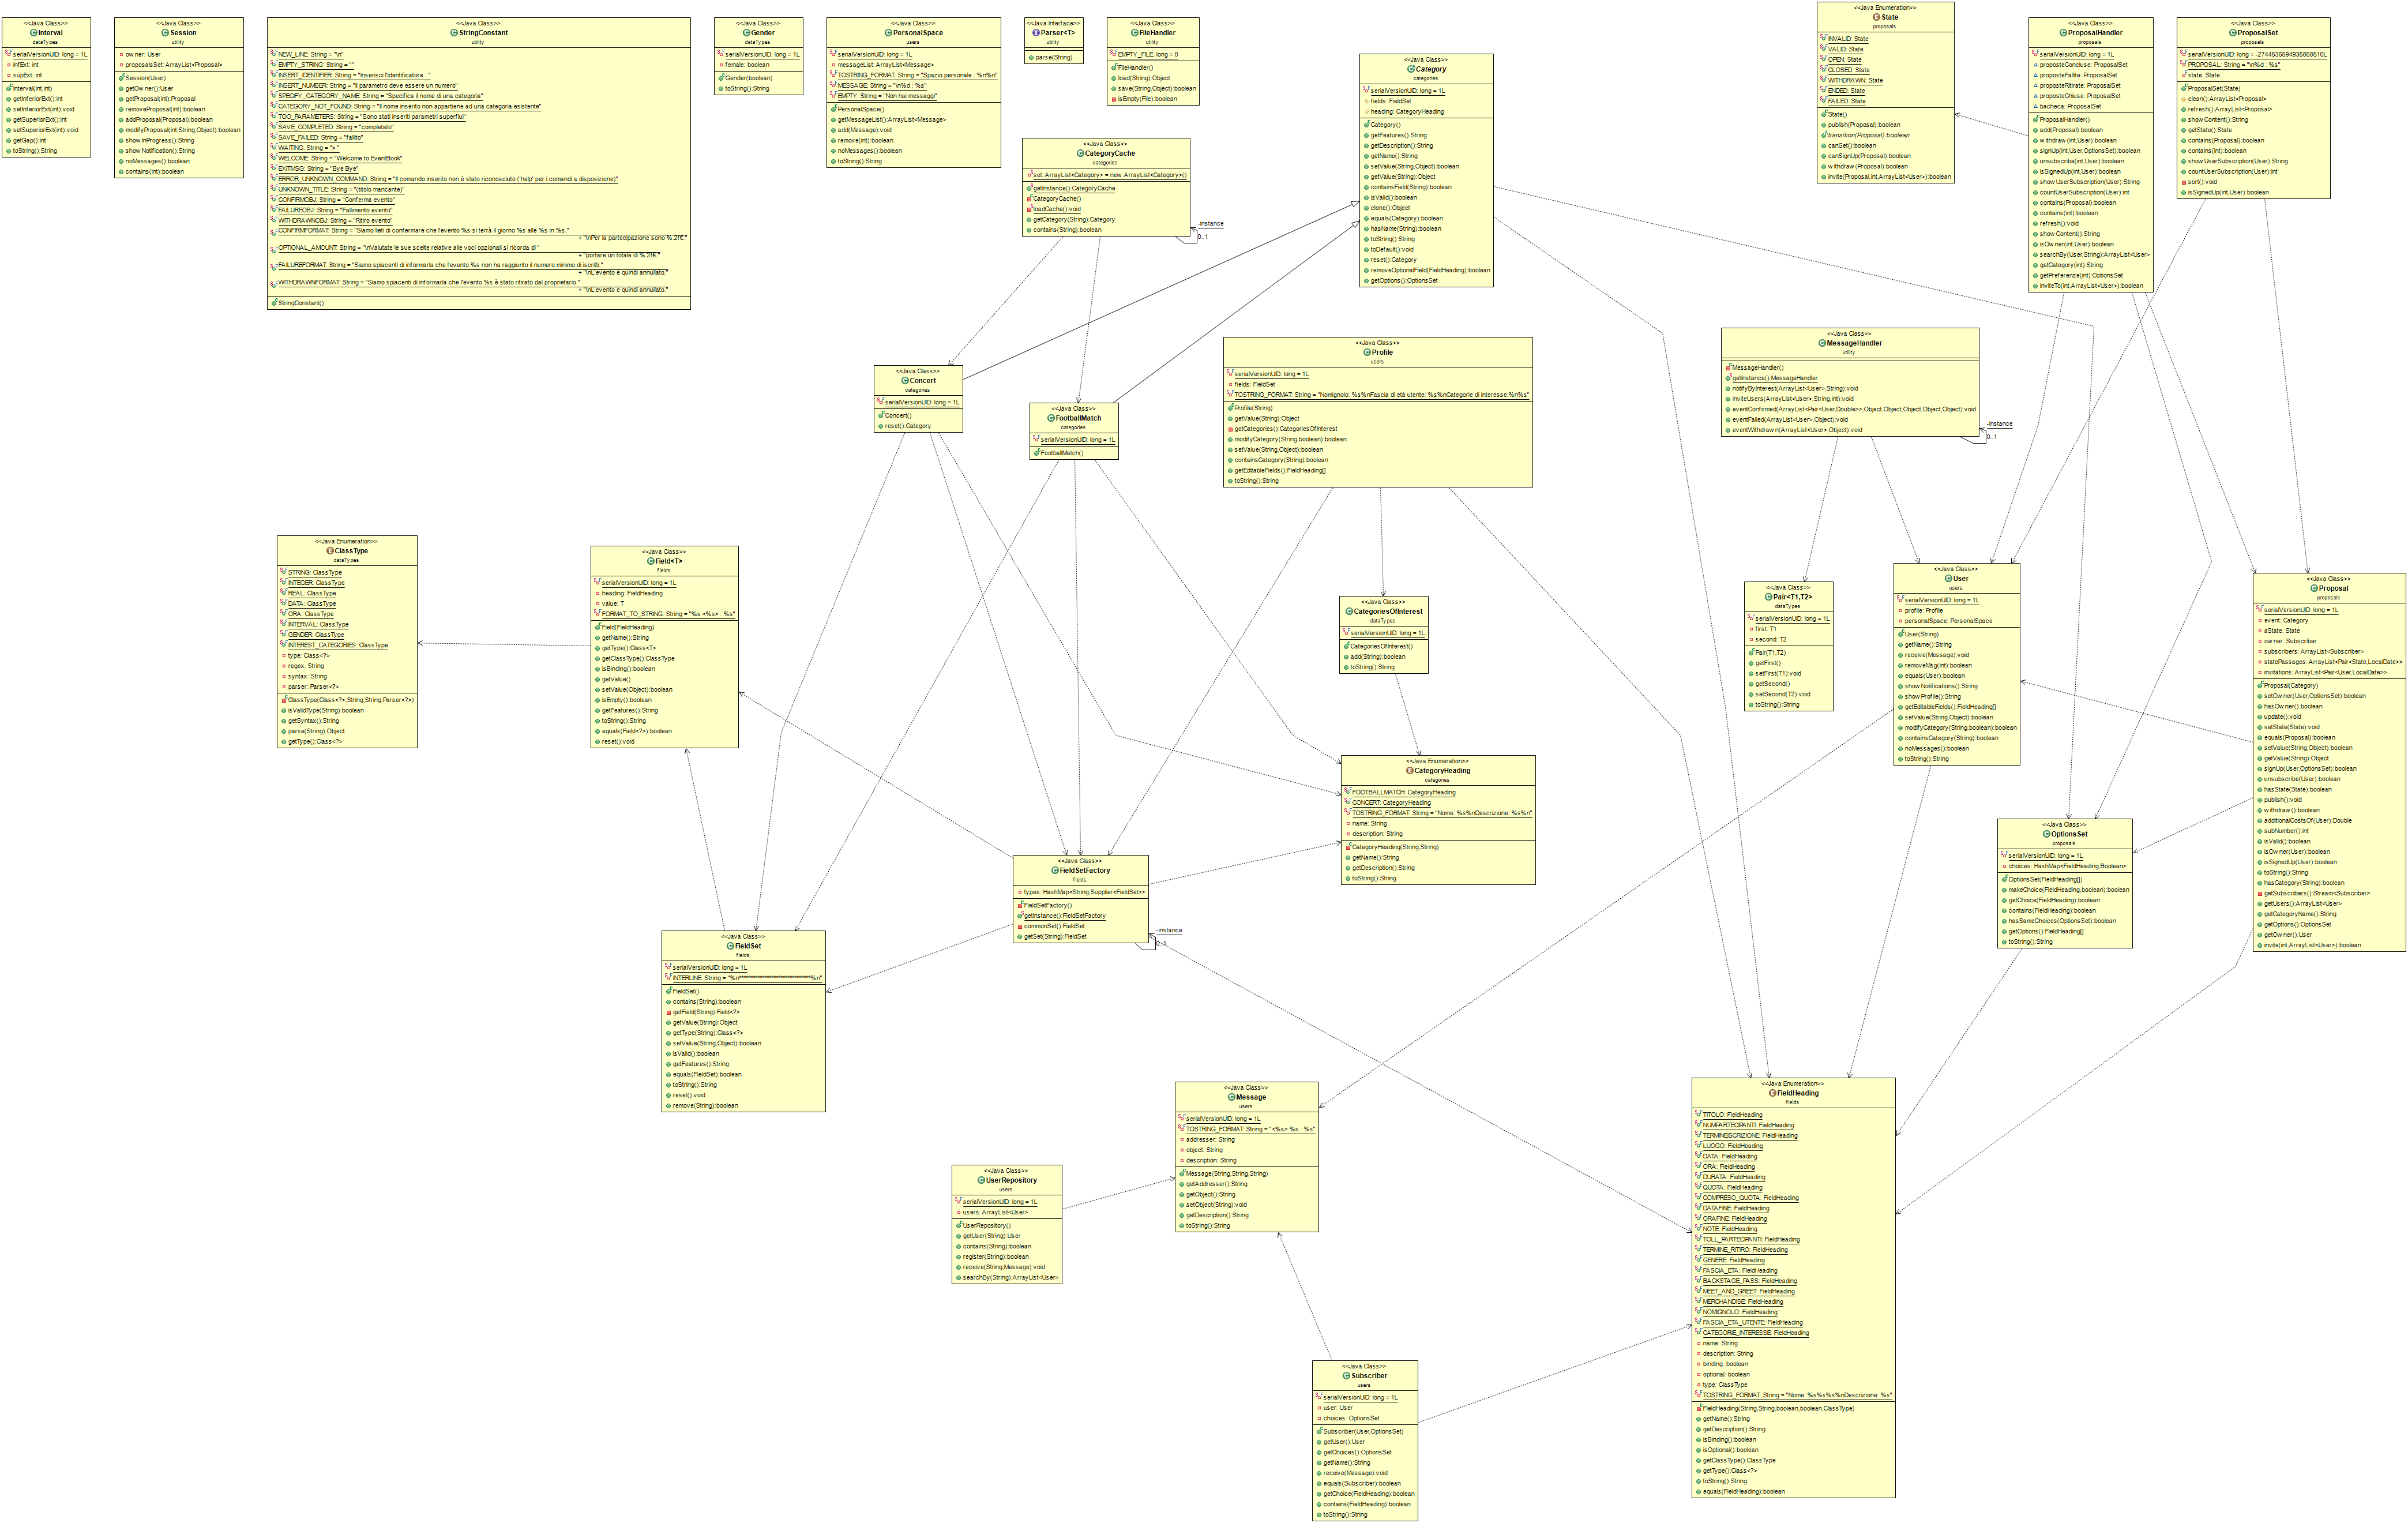 <<Java Class>>
Interval
dataTypes
serialVersionUID: long = 1L
infExt: int
supExt: int
Interval(int,int)
getInferiorExt():int
setInferiorExt(int):void
getSuperiorExt():int
setSuperiorExt(int):void
getGap():int
toString():String
<<Java Class>>
Session
utility
owner: User
proposalsSet: ArrayList<Proposal>
Session(User)
getOwner():User
getProposal(int):Proposal
addProposal(Proposal):boolean
removeProposal(int):boolean
modifyProposal(int,String,Object):boolean
showInProgress():String
showNotification():String
noMessages():boolean
contains(int):boolean
<<Java Class>>
StringConstant
utility
NEW_LINE: String = "\n"
EMPTY_STRING: String = ""
INSERT_IDENTIFIER: String = "Inserisci l'identificatore : "
INSERT_NUMBER: String = "Il parametro deve essere un numero"
SPECIFY_CATEGORY_NAME: String = "Specifica il nome di una categoria"
CATEGORY_NOT_FOUND: String = "Il nome inserito non appartiene ad una categoria esistente"
TOO_PARAMETERS: String = "Sono stati inseriti parametri superflui"
SAVE_COMPLETED: String = "completato"
SAVE_FAILED: String = "fallito"
WAITING: String = "> "
WELCOME: String = "Welcome to EventBook"
EXITMSG: String = "Bye Bye"
ERROR_UNKNOWN_COMMAND: String = "Il comando inserito non è stato riconosciuto ('help' per i comandi a disposizione)"
UNKNOWN_TITLE: String = "(titolo mancante)"
CONFIRMOBJ: String = "Conferma evento"
FAILUREOBJ: String = "Fallimento evento"
WITHDRAWNOBJ: String = "Ritiro evento"
CONFIRMFORMAT: String = "Siamo lieti di confermare che l'evento %s si terrà il giorno %s alle %s in %s."
+ "\nPer la partecipazione sono %.2f€."
OPTIONAL_AMOUNT: String = "\nValutate le sue scelte relative alle voci opzionali si ricorda di "
+ "portare un totale di %.2f€."
FAILUREFORMAT: String = "Siamo spiacenti di informarla che l'evento %s non ha raggiunto il numero minimo di iscritti."
+ "\nL'evento è quindi annullato."
WITHDRAWNFORMAT: String = "Siamo spiacenti di informarla che l'evento %s è stato ritirato dal proprietario."
+ "\nL'evento è quindi annullato."
StringConstant()
<<Java Class>>
Gender
dataTypes
serialVersionUID: long = 1L
female: boolean
Gender(boolean)
toString():String
<<Java Class>>
PersonalSpace
users
serialVersionUID: long = 1L
messageList: ArrayList<Message>
TOSTRING_FORMAT: String = "Spazio personale : %n%n"
MESSAGE: String = "\n%d : %s"
EMPTY: String = "Non hai messaggi"
PersonalSpace()
getMessageList():ArrayList<Message>
add(Message):void
remove(int):boolean
noMessages():boolean
toString():String
<<Java Interface>>
Parser<T>
utility
parse(String)
<<Java Class>>
FileHandler
utility
EMPTY_FILE: long = 0
FileHandler()
load(String):Object
save(String,Object):boolean
isEmpty(File):boolean
<<Java Class>>
CategoryCache
categories
set: ArrayList<Category> = new ArrayList<Category>()
getInstance():CategoryCache
CategoryCache()
loadCache():void
getCategory(String):Category
contains(String):boolean
-instance
0..1
<<Java Class>>
Category
categories
serialVersionUID: long = 1L
fields: FieldSet
heading: CategoryHeading
Category()
getFeatures():String
getDescription():String
getName():String
setValue(String,Object):boolean
getValue(String):Object
containsField(String):boolean
isValid():boolean
clone():Object
equals(Category):boolean
hasName(String):boolean
toString():String
toDefault():void
reset():Category
removeOptionalField(FieldHeading):boolean
getOptions():OptionsSet
<<Java Enumeration>>
State
proposals
INVALID: State
VALID: State
OPEN: State
CLOSED: State
WITHDRAWN: State
ENDED: State
FAILED: State
State()
publish(Proposal):boolean
transition(Proposal):boolean
canSet():boolean
canSignUp(Proposal):boolean
withdraw(Proposal):boolean
invite(Proposal,int,ArrayList<User>):boolean
<<Java Class>>
ProposalHandler
proposals
serialVersionUID: long = 1L
proposteConcluse: ProposalSet
proposteFallite: ProposalSet
proposteRitirate: ProposalSet
proposteChiuse: ProposalSet
bacheca: ProposalSet
ProposalHandler()
add(Proposal):boolean
withdraw(int,User):boolean
signUp(int,User,OptionsSet):boolean
unsubscribe(int,User):boolean
isSignedUp(int,User):boolean
showUserSubscription(User):String
countUserSubscription(User):int
contains(Proposal):boolean
contains(int):boolean
refresh():void
showContent():String
isOwner(int,User):boolean
searchBy(User,String):ArrayList<User>
getCategory(int):String
getPreferenze(int):OptionsSet
inviteTo(int,ArrayList<User>):boolean
<<Java Class>>
ProposalSet
proposals
serialVersionUID: long = -2744536594935868510L
PROPOSAL: String = "\n%d : %s"
state: State
ProposalSet(State)
clean():ArrayList<Proposal>
refresh():ArrayList<Proposal>
showContent():String
getState():State
contains(Proposal):boolean
contains(int):boolean
showUserSubscription(User):String
countUserSubscription(User):int
sort():void
isSignedUp(int,User):boolean
<<Java Class>>
Concert
categories
serialVersionUID: long = 1L
Concert()
reset():Category
<<Java Class>>
FootballMatch
categories
serialVersionUID: long = 1L
FootballMatch()
<<Java Class>>
Profile
users
serialVersionUID: long = 1L
fields: FieldSet
TOSTRING_FORMAT: String = "Nomignolo: %s%nFascia di età utente: %s%nCategorie di interesse:%n%s"
Profile(String)
getValue(String):Object
getCategories():CategoriesOfInterest
modifyCategory(String,boolean):boolean
setValue(String,Object):boolean
containsCategory(String):boolean
getEditableFields():FieldHeading[]
toString():String
<<Java Class>>
MessageHandler
utility
MessageHandler()
getInstance():MessageHandler
notifyByInterest(ArrayList<User>,String):void
inviteUsers(ArrayList<User>,String,int):void
eventConfirmed(ArrayList<Pair<User,Double>>,Object,Object,Object,Object,Object):void
eventFailed(ArrayList<User>,Object):void
eventWithdrawn(ArrayList<User>,Object):void
-instance
0..1
<<Java Enumeration>>
ClassType
dataTypes
STRING: ClassType
INTEGER: ClassType
REAL: ClassType
DATA: ClassType
ORA: ClassType
INTERVAL: ClassType
GENDER: ClassType
INTEREST_CATEGORIES: ClassType
type: Class<?>
regex: String
syntax: String
parser: Parser<?>
ClassType(Class<?>,String,String,Parser<?>)
isValidType(String):boolean
getSyntax():String
parse(String):Object
getType():Class<?>
<<Java Class>>
Field<T>
fields
serialVersionUID: long = 1L
heading: FieldHeading
value: T
FORMAT_TO_STRING: String = "%s <%s> : %s"
Field(FieldHeading)
getName():String
getType():Class<T>
getClassType():ClassType
isBinding():boolean
getValue()
setValue(Object):boolean
isEmpty():boolean
getFeatures():String
toString():String
equals(Field<?>):boolean
reset():void
<<Java Class>>
CategoriesOfInterest
dataTypes
serialVersionUID: long = 1L
CategoriesOfInterest()
add(String):boolean
toString():String
<<Java Class>>
Pair<T1,T2>
dataTypes
serialVersionUID: long = 1L
first: T1
second: T2
Pair(T1,T2)
getFirst()
setFirst(T1):void
getSecond()
setSecond(T2):void
toString():String
<<Java Class>>
User
users
serialVersionUID: long = 1L
profile: Profile
personalSpace: PersonalSpace
User(String)
getName():String
receive(Message):void
removeMsg(int):boolean
equals(User):boolean
showNotifications():String
showProfile():String
getEditableFields():FieldHeading[]
setValue(String,Object):boolean
modifyCategory(String,boolean):boolean
containsCategory(String):boolean
noMessages():boolean
toString():String
<<Java Class>>
Proposal
proposals
serialVersionUID: long = 1L
event: Category
aState: State
owner: Subscriber
subscribers: ArrayList<Subscriber>
statePassages: ArrayList<Pair<State,LocalDate>>
invitations: ArrayList<Pair<User,LocalDate>>
Proposal(Category)
setOwner(User,OptionsSet):boolean
hasOwner():boolean
update():void
setState(State):void
equals(Proposal):boolean
setValue(String,Object):boolean
getValue(String):Object
signUp(User,OptionsSet):boolean
unsubscribe(User):boolean
hasState(State):boolean
publish():void
withdraw():boolean
additionalCostsOf(User):Double
subNumber():int
isValid():boolean
isOwner(User):boolean
isSignedUp(User):boolean
toString():String
hasCategory(String):boolean
getSubscribers():Stream<Subscriber>
getUsers():ArrayList<User>
getCategoryName():String
getOptions():OptionsSet
getOwner():User
invite(int,ArrayList<User>):boolean
<<Java Enumeration>>
CategoryHeading
categories
FOOTBALLMATCH: CategoryHeading
CONCERT: CategoryHeading
TOSTRING_FORMAT: String = "Nome: %s%nDescrizione: %s%n"
name: String
description: String
CategoryHeading(String,String)
getName():String
getDescription():String
toString():String
<<Java Class>>
OptionsSet
proposals
serialVersionUID: long = 1L
choices: HashMap<FieldHeading,Boolean>
OptionsSet(FieldHeading[])
makeChoice(FieldHeading,boolean):boolean
getChoice(FieldHeading):boolean
contains(FieldHeading):boolean
hasSameChoices(OptionsSet):boolean
getOptions():FieldHeading[]
toString():String
<<Java Class>>
FieldSetFactory
fields
types: HashMap<String,Supplier<FieldSet>>
FieldSetFactory()
getInstance():FieldSetFactory
commonSet():FieldSet
getSet(String):FieldSet
-instance
0..1
<<Java Class>>
FieldSet
fields
serialVersionUID: long = 1L
FieldSet()
contains(String):boolean
getField(String):Field<?>
getValue(String):Object
getType(String):Class<?>
setValue(String,Object):boolean
isValid():boolean
getFeatures():String
equals(FieldSet):boolean
toString():String
reset():void
remove(String):boolean
<<Java Class>>
Message
users
serialVersionUID: long = 1L
TOSTRING_FORMAT: String = "<%s> %s : %s"
addresser: String
object: String
description: String
Message(String,String,String)
getAddresser():String
getObject():String
setObject(String):void
getDescription():String
toString():String
<<Java Class>>
UserRepository
users
serialVersionUID: long = 1L
users: ArrayList<User>
UserRepository()
getUser(String):User
contains(String):boolean
register(String):boolean
receive(String,Message):void
searchBy(String):ArrayList<User>
<<Java Enumeration>>
FieldHeading
fields
TITOLO: FieldHeading
NUMPARTECIPANTI: FieldHeading
TERMINEISCRIZIONE: FieldHeading
LUOGO: FieldHeading
DATA: FieldHeading
ORA: FieldHeading
DURATA: FieldHeading
QUOTA: FieldHeading
COMPRESO_QUOTA: FieldHeading
DATAFINE: FieldHeading
ORAFINE: FieldHeading
NOTE: FieldHeading
TOLL_PARTECIPANTI: FieldHeading
TERMINE_RITIRO: FieldHeading
GENERE: FieldHeading
FASCIA_ETA: FieldHeading
BACKSTAGE_PASS: FieldHeading
MEET_AND_GREET: FieldHeading
MERCHANDISE: FieldHeading
NOMIGNOLO: FieldHeading
FASCIA_ETA_UTENTE: FieldHeading
CATEGORIE_INTERESSE: FieldHeading
name: String
description: String
binding: boolean
optional: boolean
type: ClassType
TOSTRING_FORMAT: String = "Nome: %s%s%s%nDescrizione: %s"
FieldHeading(String,String,boolean,boolean,ClassType)
getName():String
getDescription():String
isBinding():boolean
isOptional():boolean
getClassType():ClassType
getType():Class<?>
toString():String
equals(FieldHeading):boolean
<<Java Class>>
Subscriber
users
serialVersionUID: long = 1L
user: User
choices: OptionsSet
Subscriber(User,OptionsSet)
getUser():User
getChoices():OptionsSet
getName():String
receive(Message):void
equals(Subscriber):boolean
getChoice(FieldHeading):boolean
contains(FieldHeading):boolean
toString():String